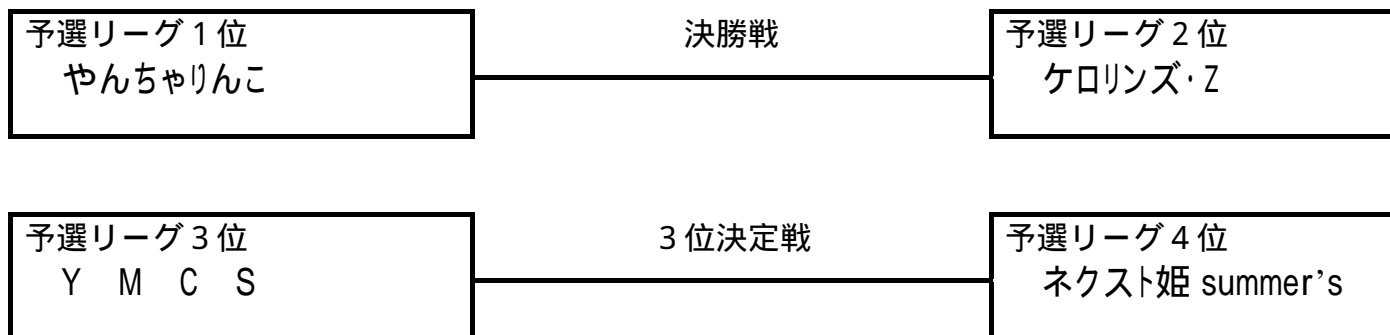 予選リーグ1位
やんちゃりんこ
決勝戦
予選リーグ2位
ケロリンズ・Z
予選リーグ3位
Y M C S
3位決定戦
予選リーグ4位
ネクスト姫 summer's